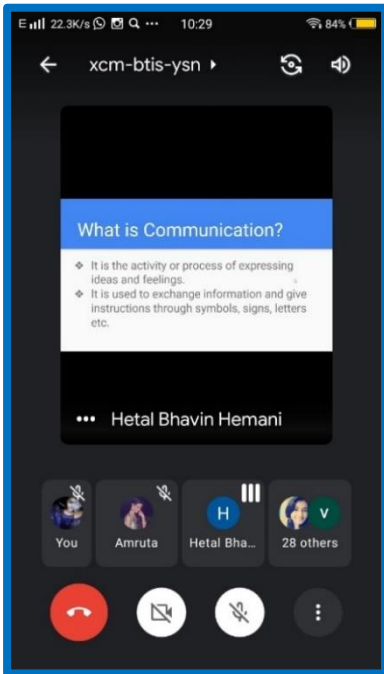 E 22.3K/s 10:29 84%
xcm-btis-ysn
What is Communication?
It is the activity or process of expressing
ideas and feelings.
It is used to exchange information and give
instructions through symbols, signs, letters
etc.
Hetal Bhavin Hemani
H
V
You
Amruta
Hetal Bha...
28 others